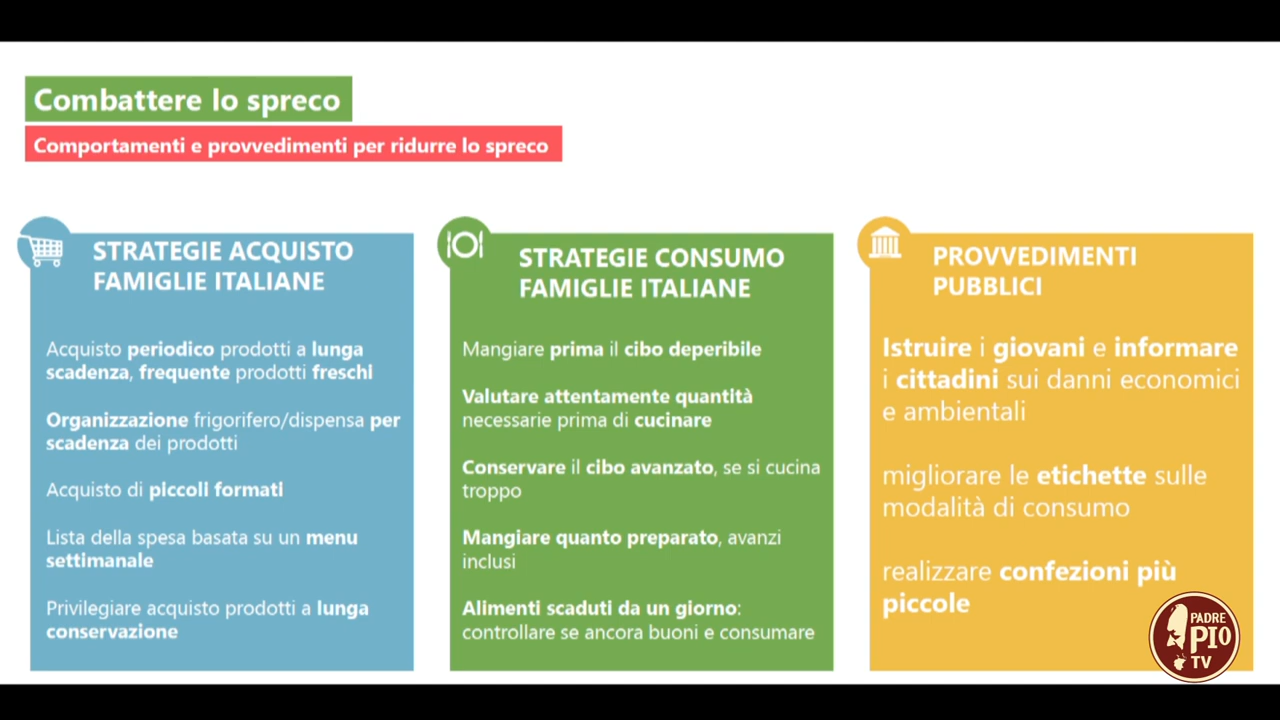 Combattere lo spreco
Comportamenti e provvedimenti per ridurre lo spreco
STRATEGIE ACQUISTO
FAMIGLIE ITALIANE
Acquisto periodico prodotti a lunga
scadenza, frequente prodotti freschi
Organizzazione frigorifero/dispensa per
scadenza dei prodotti
Acquisto di piccoli formati
Lista della spesa basata su un menu
settimanale
Privilegiare acquisto prodotti a lunga
conservazione
STRATEGIE CONSUMO
FAMIGLIE ITALIANE
Mangiare prima il cibo deperibile
Valutare attentamente quantità
necessarie prima di cucinare
Conservare il cibo avanzato, se si cucina
troppo
Mangiare quanto preparato, avanzi
inclusi
Alimenti scaduti da un giorno:
controllare se ancora buoni e consumare
PROVVEDIMENTI
PUBBLICI
Istruire i giovani e informare
i cittadini sui danni economici
e ambientali
migliorare le etichette sulle
modalità di consumo
realizzare confezioni più
piccole
PADRE
PIO
TV